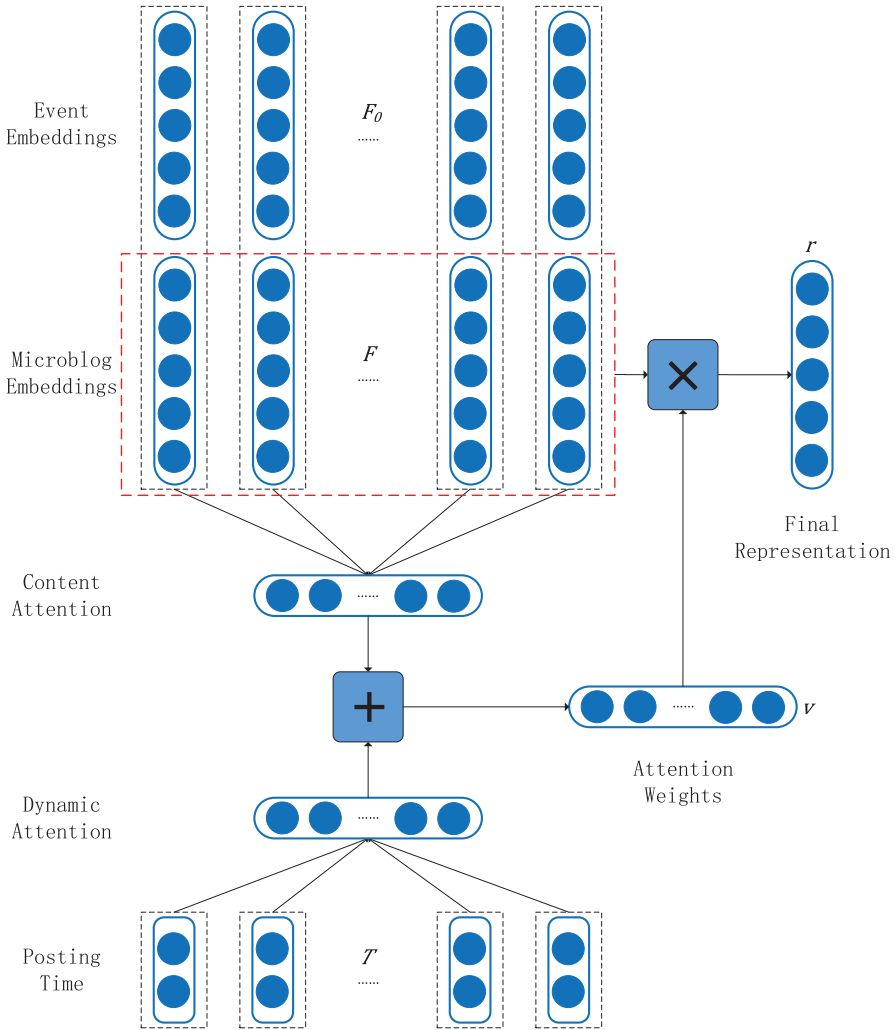 Event
Embeddings
F0
......
Microblog
Embeddings
F
......
r
×
Final
Representation
Content
Attention
......
+
......
v
Attention
Weights
Dynamic
Attention
......
Posting
Time
T
......